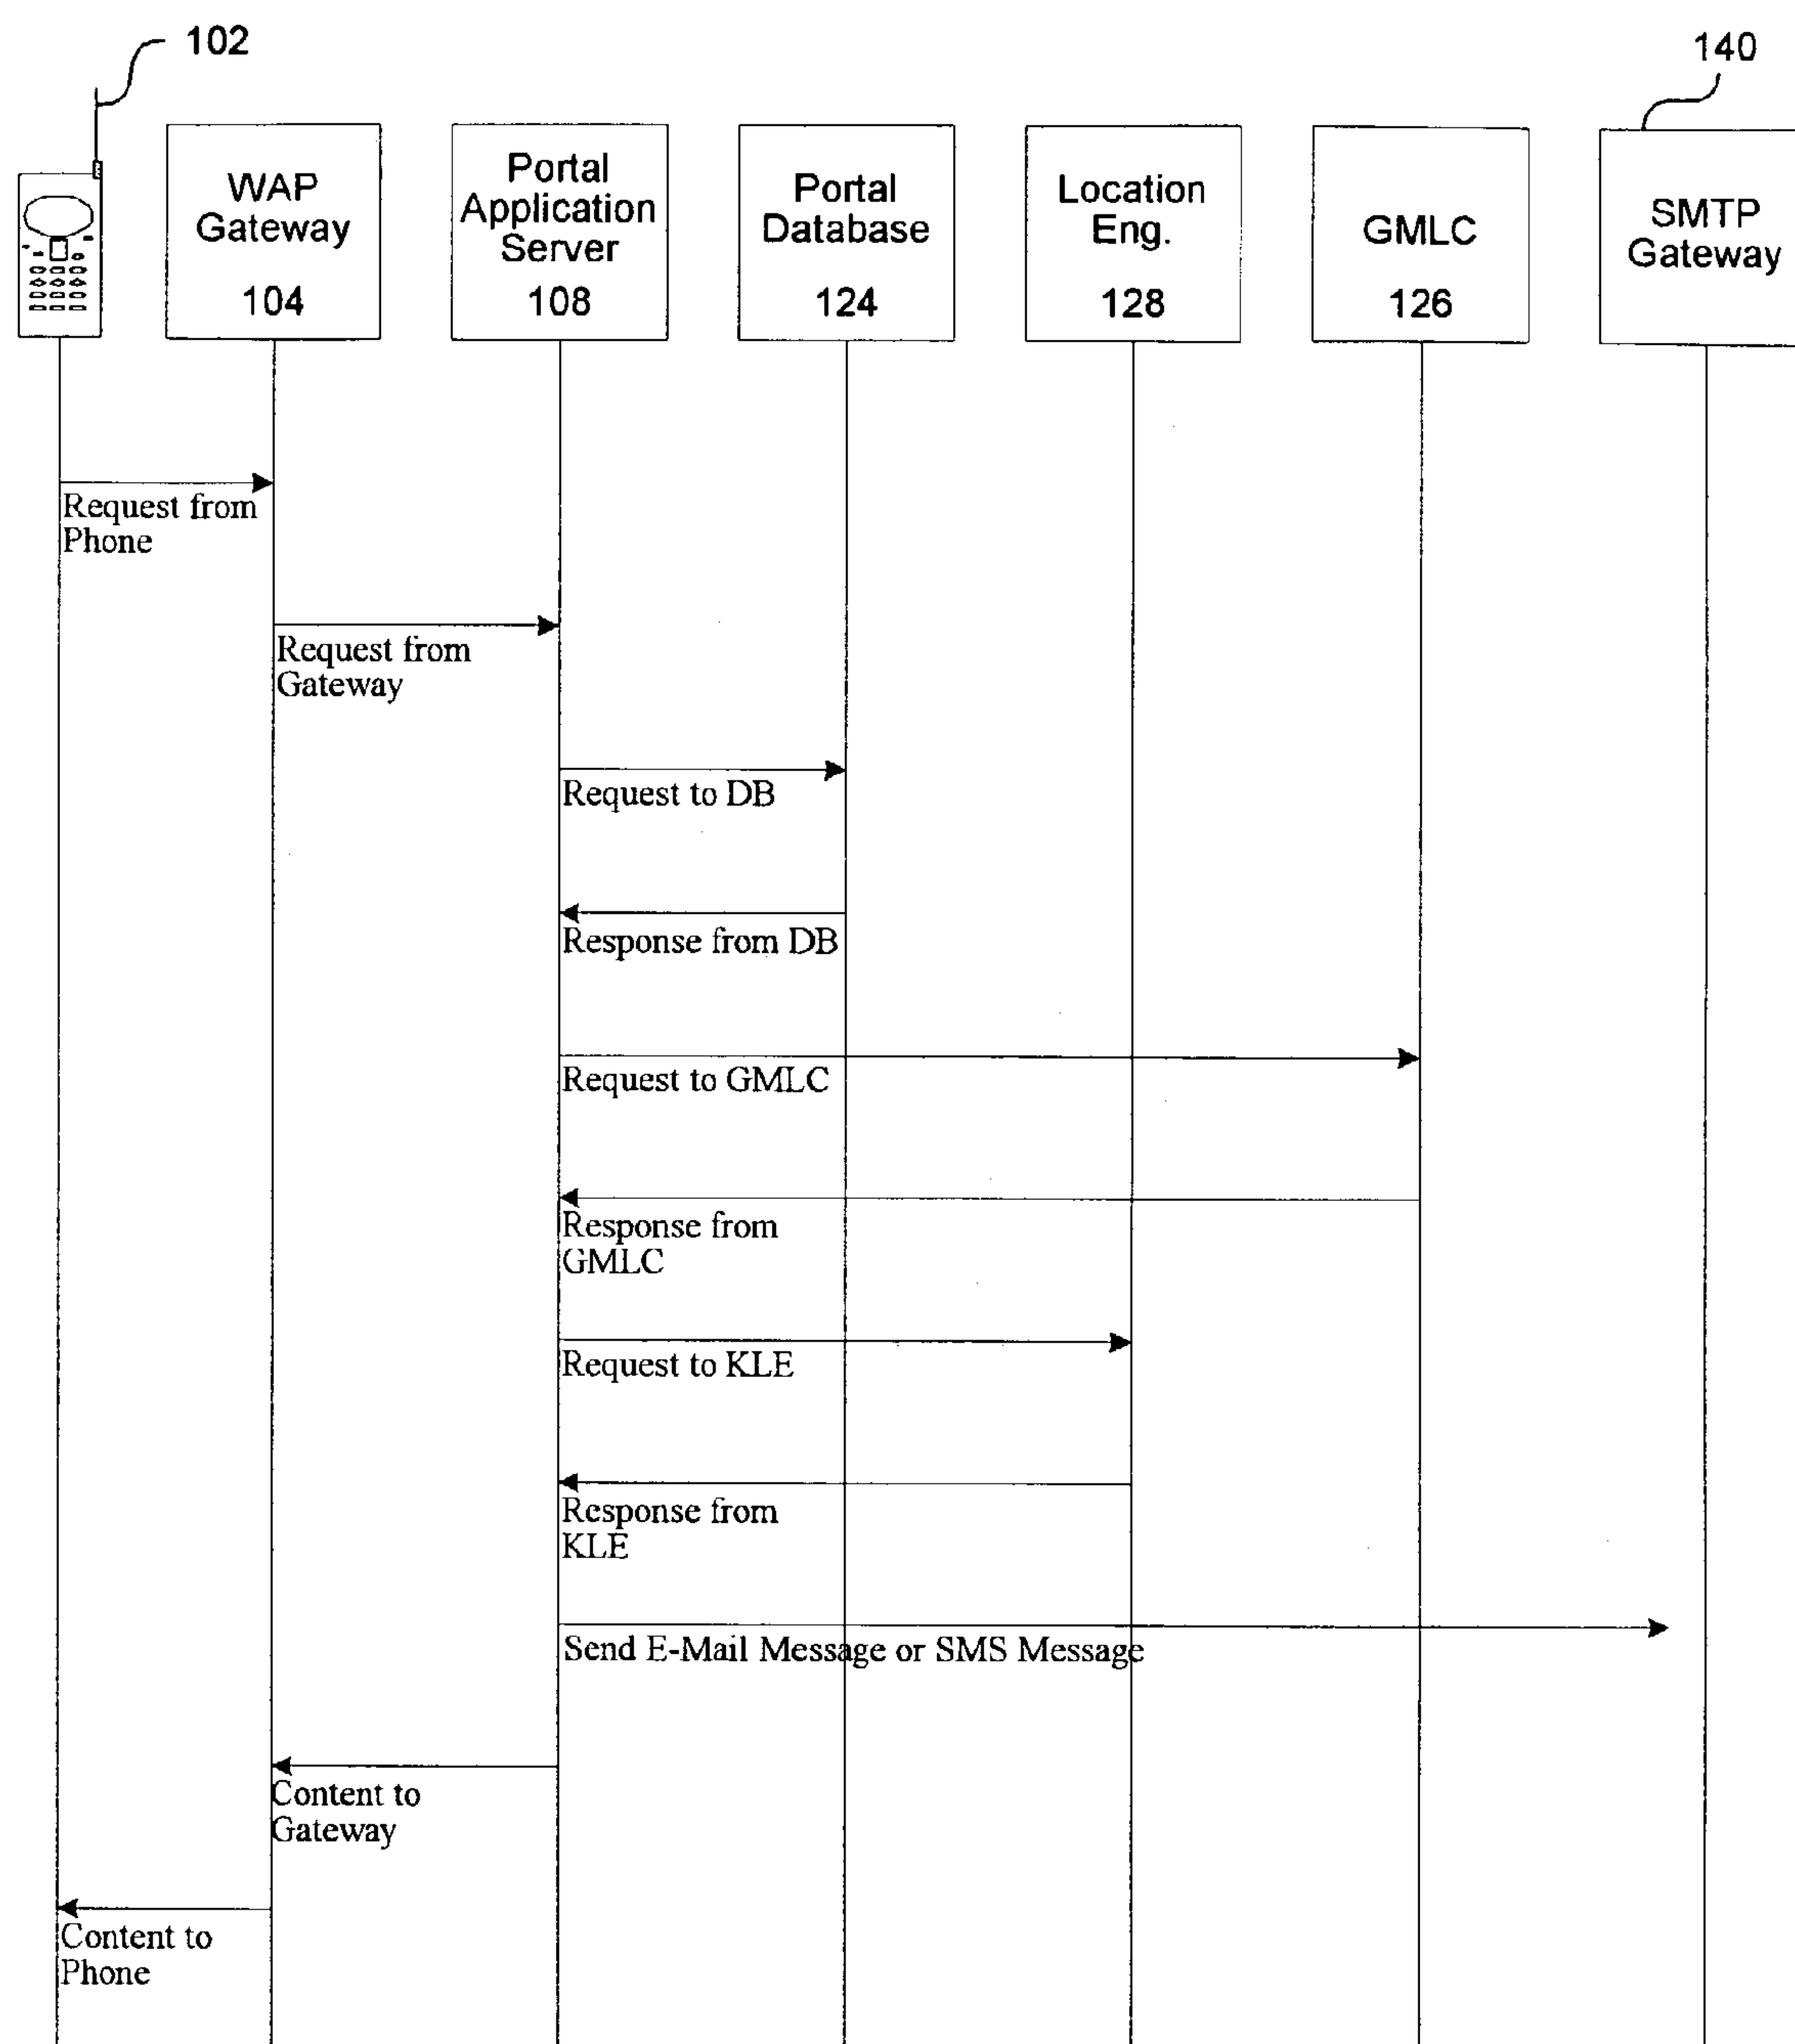 102
140
WAP
Gateway
104
Portal
Application
Server
108
Portal
Database
124
Location
Eng.
128
GMLC
126
SMTP
Gateway
Request from
Phone
Request from
Gateway
Request to DB
Response from DB
Request to GMLC
Response from
GMLC
Request to KLE
Response from
KLE
Send E-Mail Message or SMS Message
Content to
Gateway
Content to
Phone